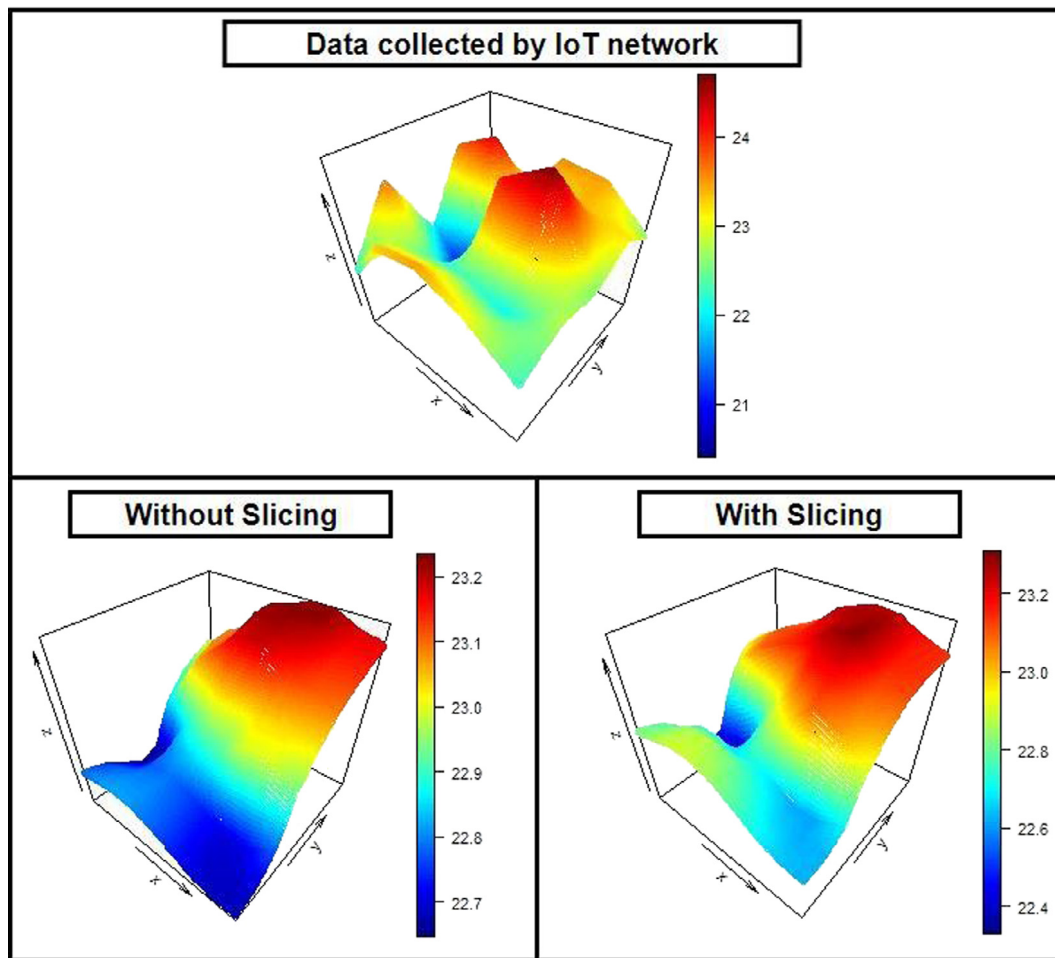 Data collected by IoT network
24
23
22
21
z
x
y
Without Slicing
23.2
23.1
23.0
22.9
22.8
22.7
z
x
y
With Slicing
23.2
23.0
22.8
22.6
22.4
z
x
y